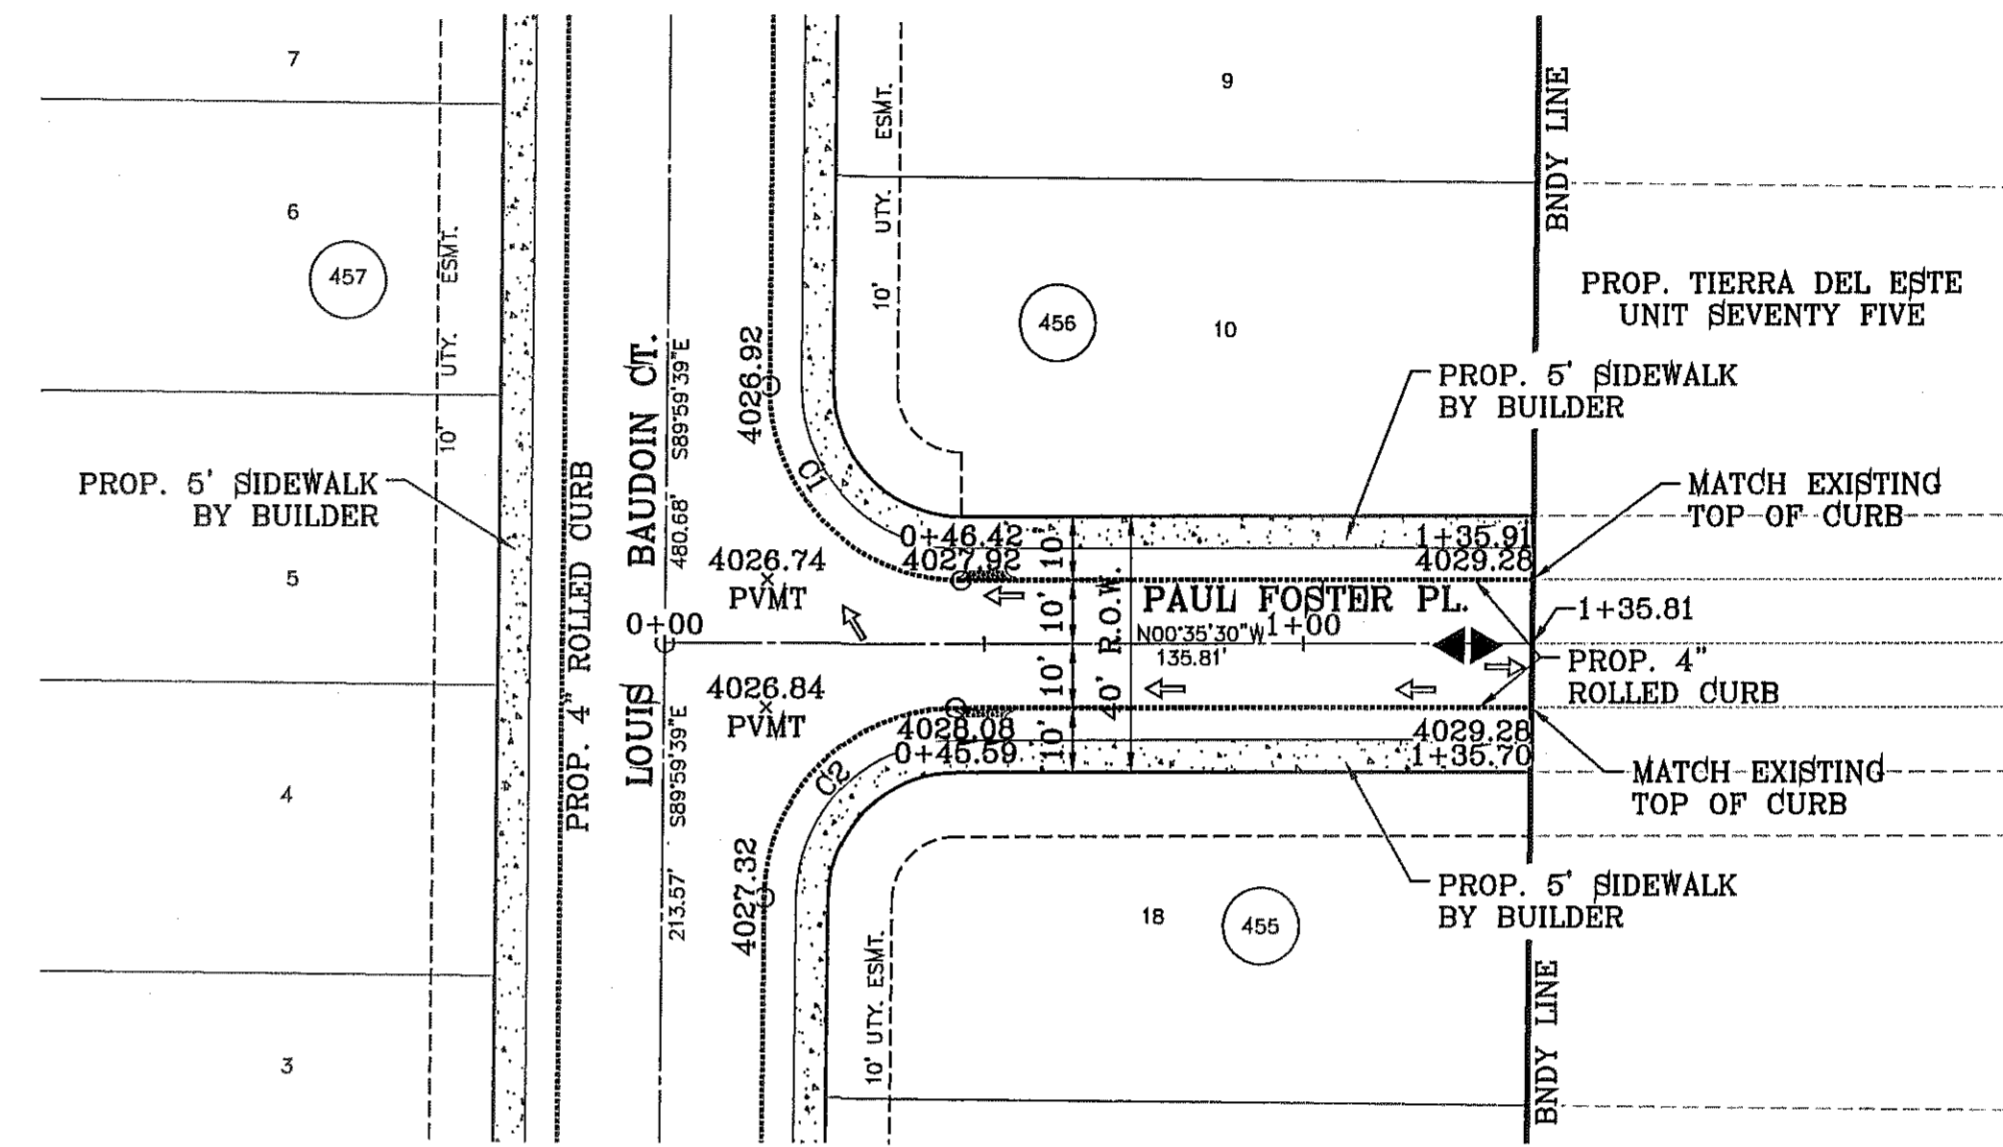 7
6
457
10' UTY. ESMT.
PROP. 5' SIDEWALK
BY BUILDER
5
4
3
PROP. 4" ROLLED CURB
LOUIS BAUDOIN CT.
480.68' S89°59'39"E
213.57' S89°59'39"E
0+00
4026.92
C1
4026.74
PVMT
4026.84
PVMT
C2
4027.32
10' UTY. ESMT.
9
456
10
BNDY LINE
PROP. TIERRA DEL ESTE
UNIT SEVENTY FIVE
PROP. 5' SIDEWALK
BY BUILDER
MATCH EXISTING
TOP OF CURB
0+46.42
4027.92
10'
10'
10'
10'
40' R.O.W.
1+35.91
4029.28
PAUL FOSTER PL.
N00°35'30"W
135.81'
1+00
1+35.81
PROP. 4"
ROLLED CURB
4028.08
0+45.59
4029.28
1+35.70
MATCH EXISTING
TOP OF CURB
PROP. 5' SIDEWALK
BY BUILDER
18
455
10' UTY. ESMT.
BNDY LINE